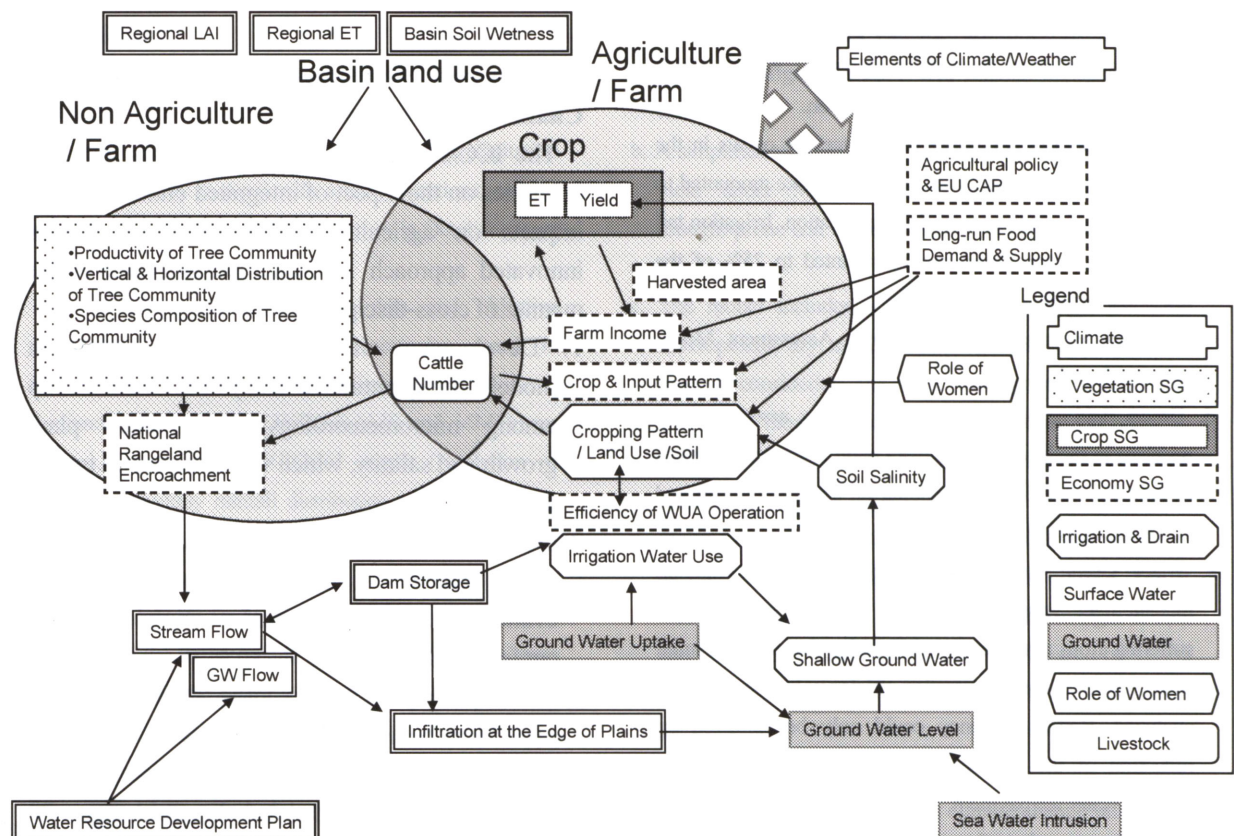 Regional LAI
Regional ET
Basin Soil Wetness
Basin land use
Agriculture
/ Farm
Elements of Climate/Weather
Non Agriculture
/ Farm
Crop
ET
Yield
Agricultural policy
& EU CAP
Long-run Food
Demand & Supply
•Productivity of Tree Community
•Vertical & Horizontal Distribution
of Tree Community
•Species Composition of Tree
Community
Harvested area
Farm Income
Cattle
Number
Crop & Input Pattern
Role of
Women
National
Rangeland
Encroachment
Cropping Pattern
/ Land Use /Soil
Soil Salinity
Efficiency of WUA Operation
Irrigation Water Use
Dam Storage
Stream Flow
GW Flow
Ground Water Uptake
Shallow Ground Water
Infiltration at the Edge of Plains
Ground Water Level
Water Resource Development Plan
Sea Water Intrusion
Legend
Climate
Vegetation SG
Crop SG
Economy SG
Irrigation & Drain
Surface Water
Ground Water
Role of Women
Livestock